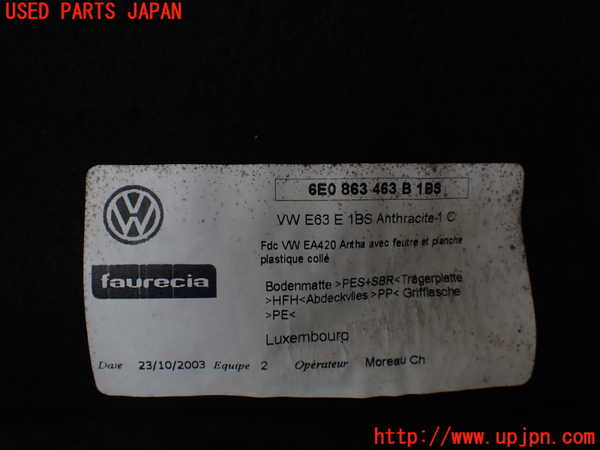 USED PARTS JAPAN
6E0 863 463 B 1BS
VW E63 E 1BS Anthracite-1 C
Fdc VW EA420 Antha avec feutre et planche
plastique collé
faurecia
Bodenmatte >PES+SBR<Trägerplatte
>HFH<Abdeckvlies >PP< Grifflasche
>PE<
Luxembourg
Date 23/10/2003 Equipe 2 Opérateur Moreau Ch
https://www.upjpn.com/